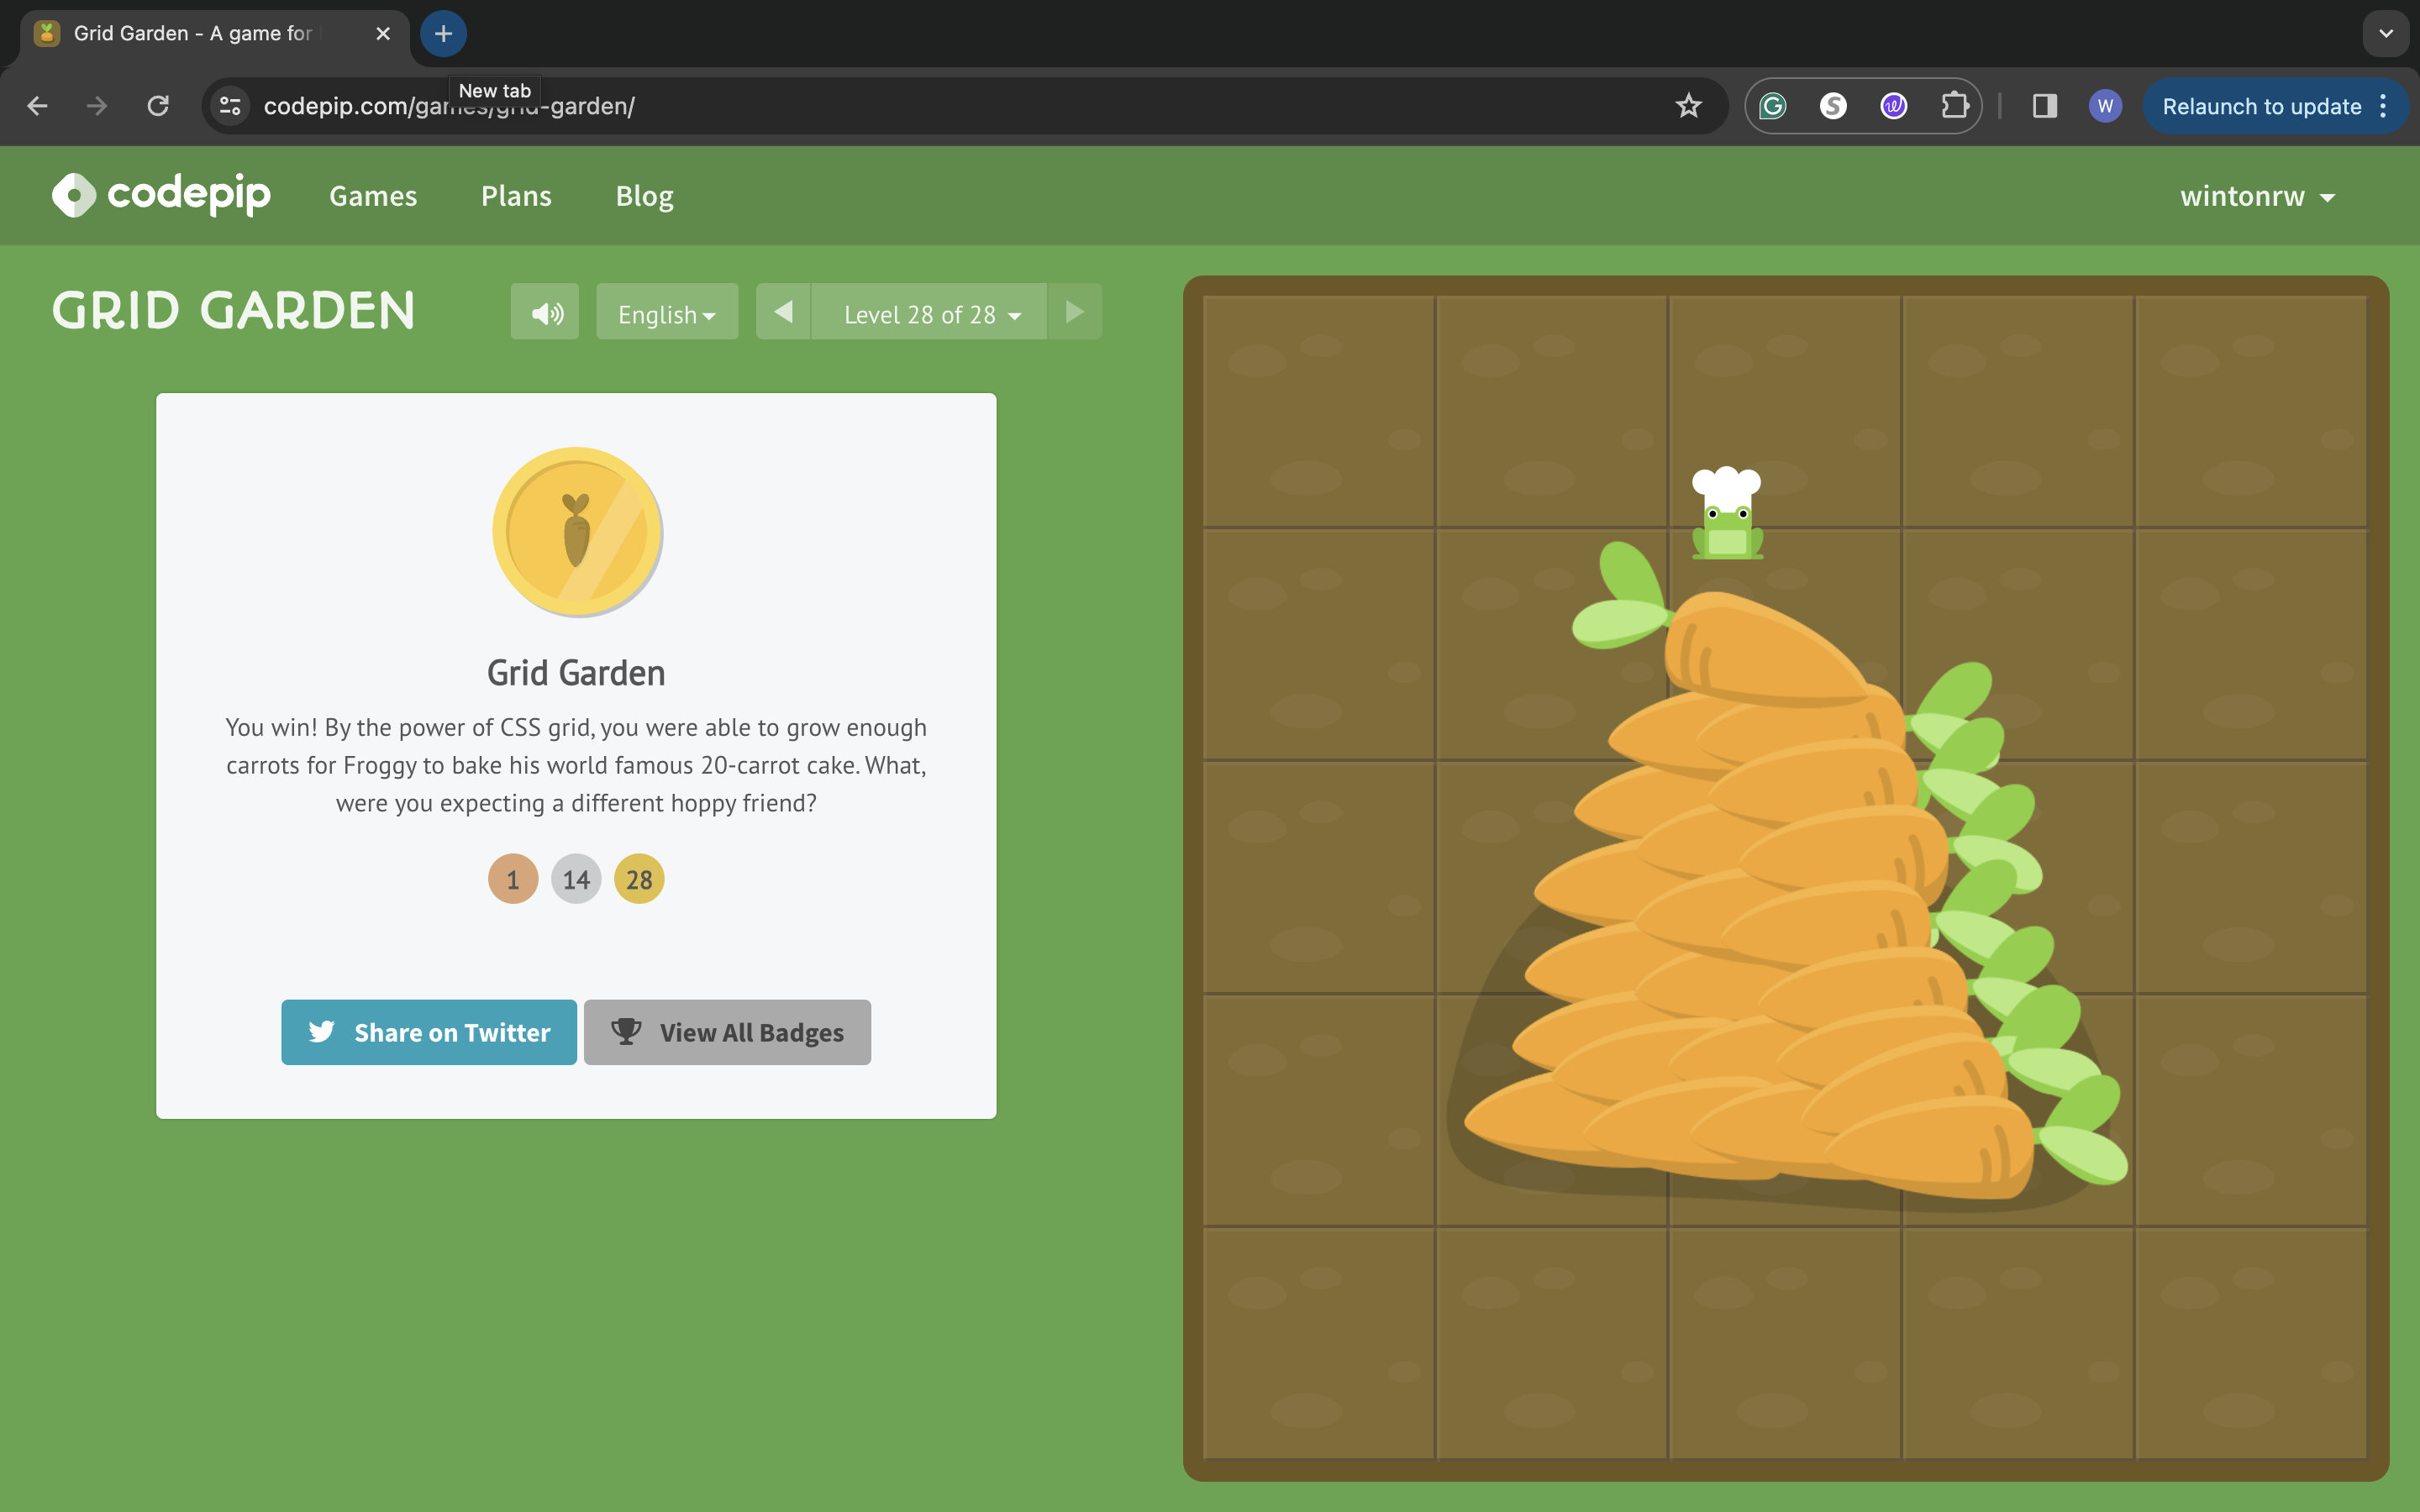 Grid Garden - A game for
New tab
codepip.com/games/grid-garden/
W
Relaunch to update
codepip
Games
Plans
Blog
wintonrw
GRID GARDEN
English
Level 28 of 28
Grid Garden
You win! By the power of CSS grid, you were able to grow enough
carrots for Froggy to bake his world famous 20-carrot cake. What,
were you expecting a different hoppy friend?
1 14 28
Share on Twitter
View All Badges